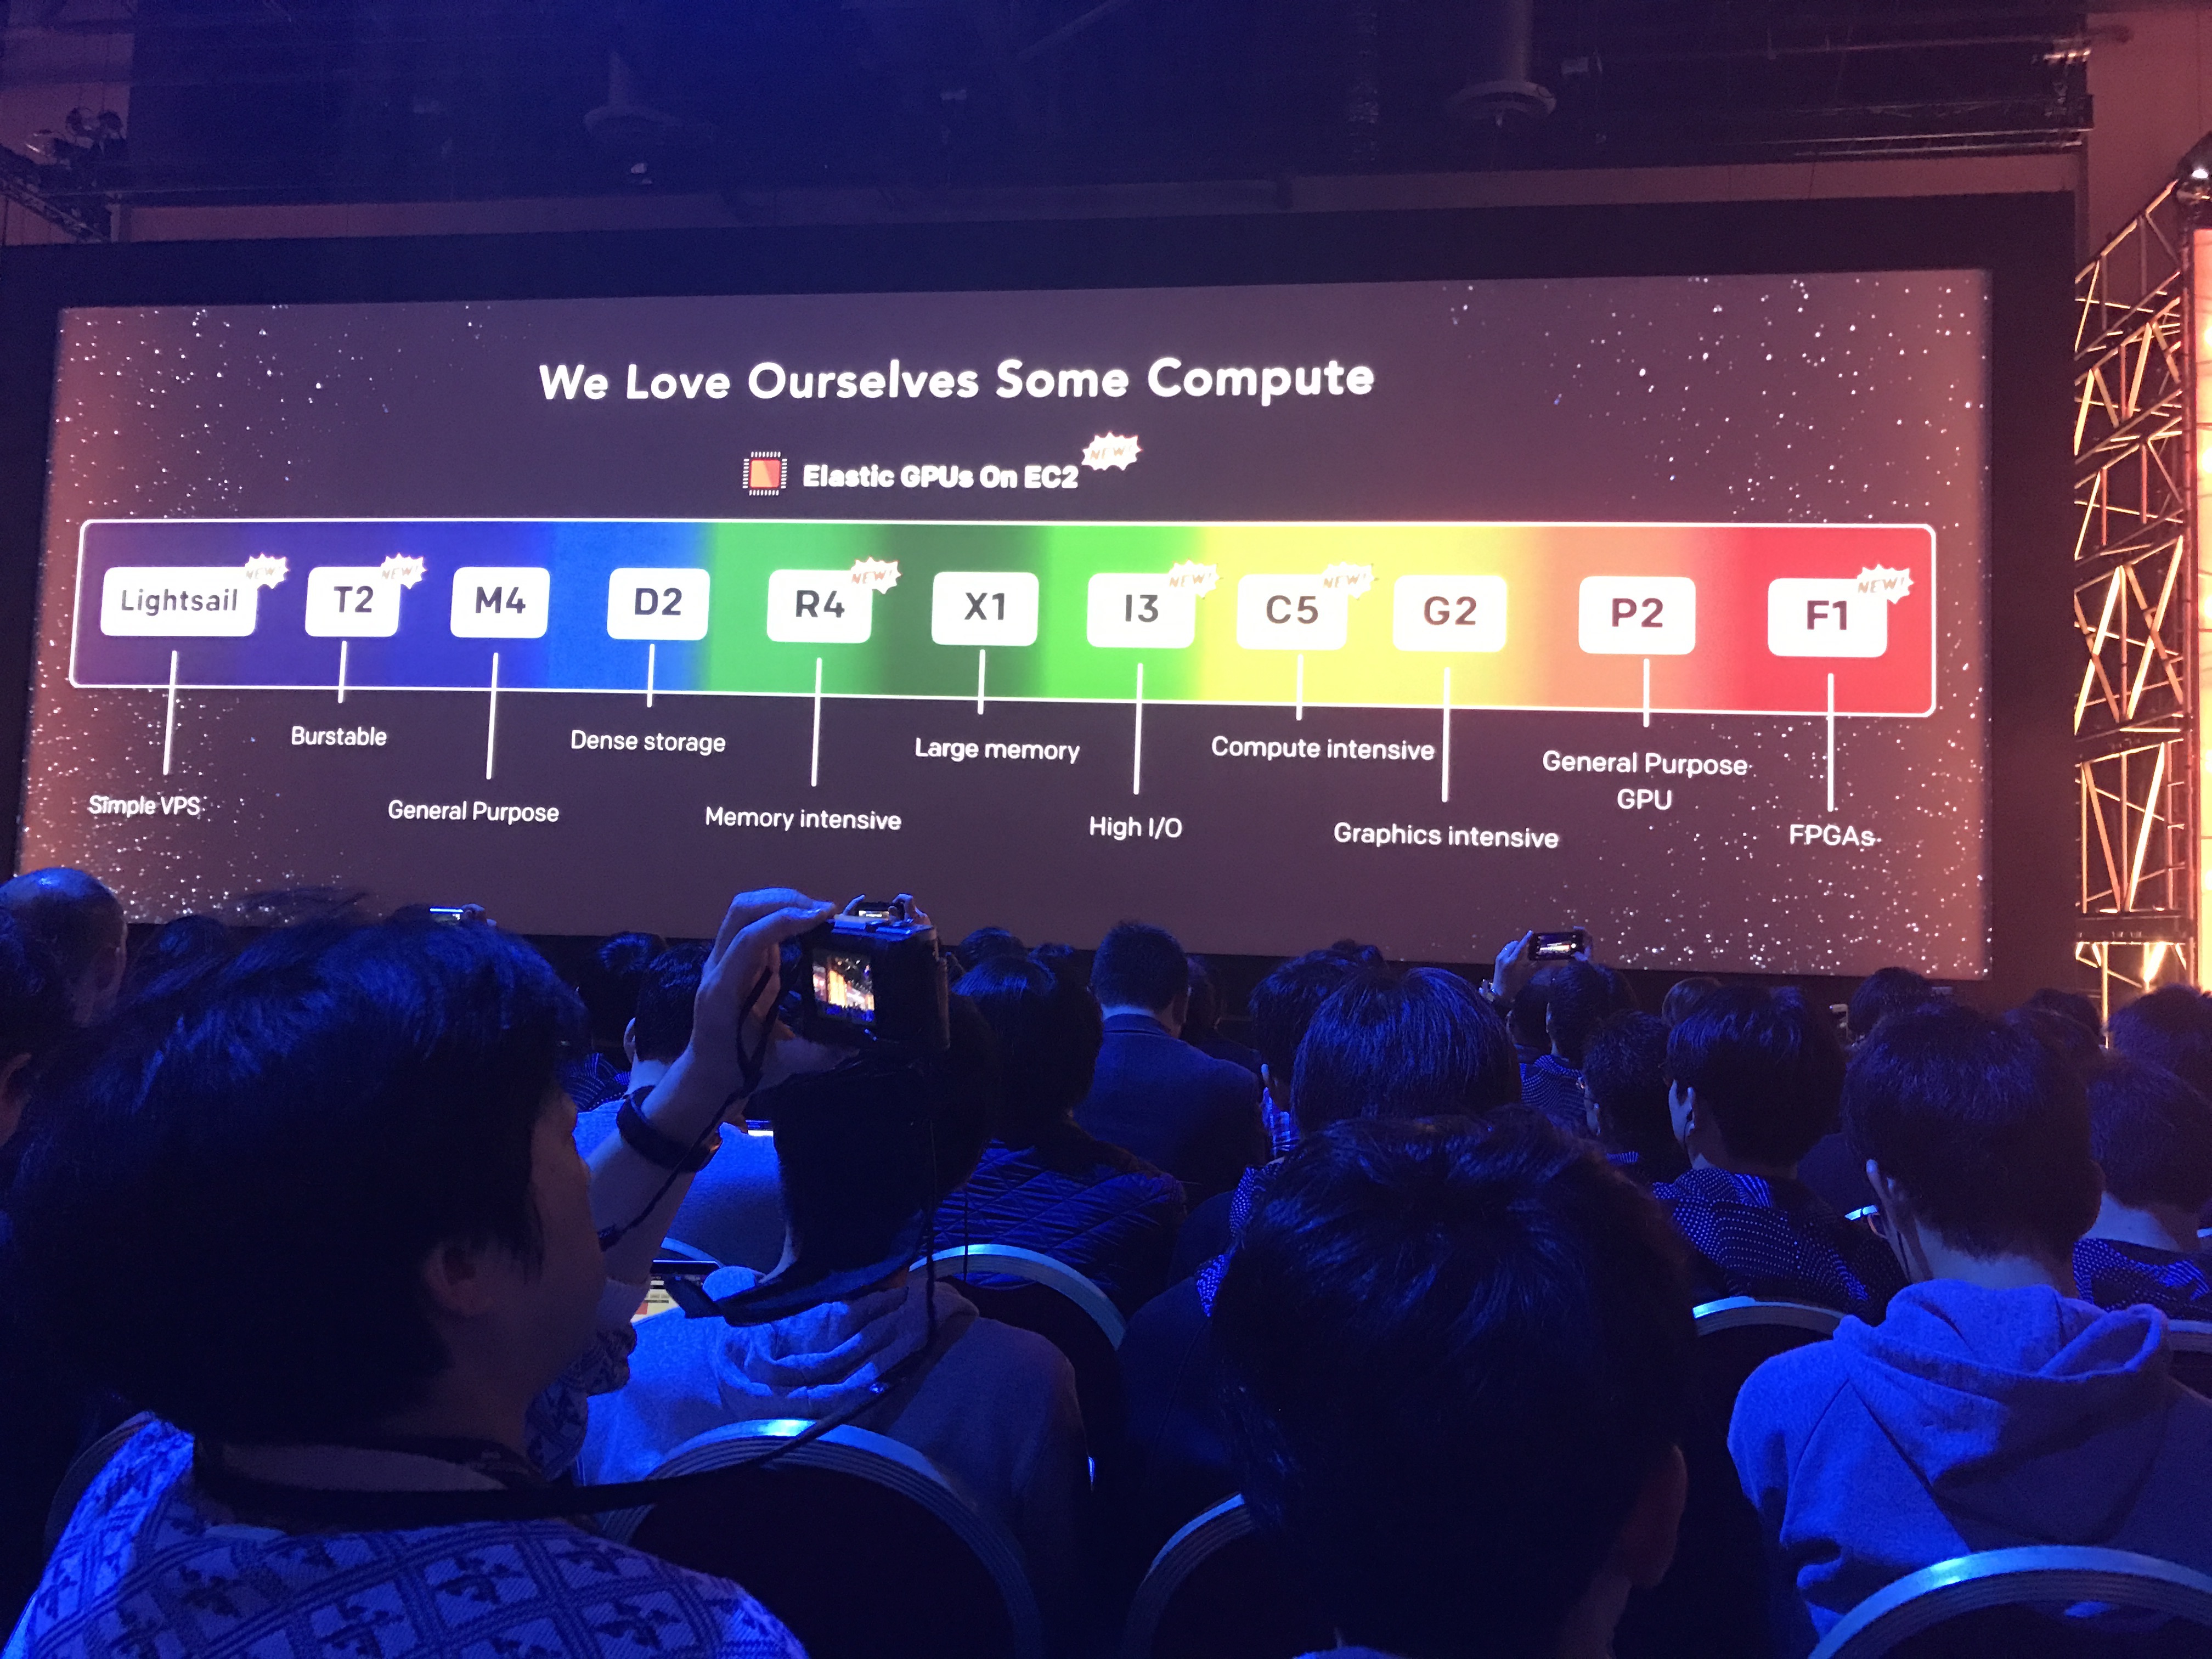 We Love Ourselves Some Compute
Elastic GPUs On EC2 NEW!
Lightsail NEW! T2 NEW! M4 D2 R4 NEW! X1 I3 NEW! C5 NEW! G2 P2 F1 NEW!
Burstable Dense storage Large memory Compute intensive General Purpose GPU
Simple VPS General Purpose Memory intensive High I/O Graphics intensive FPGAs